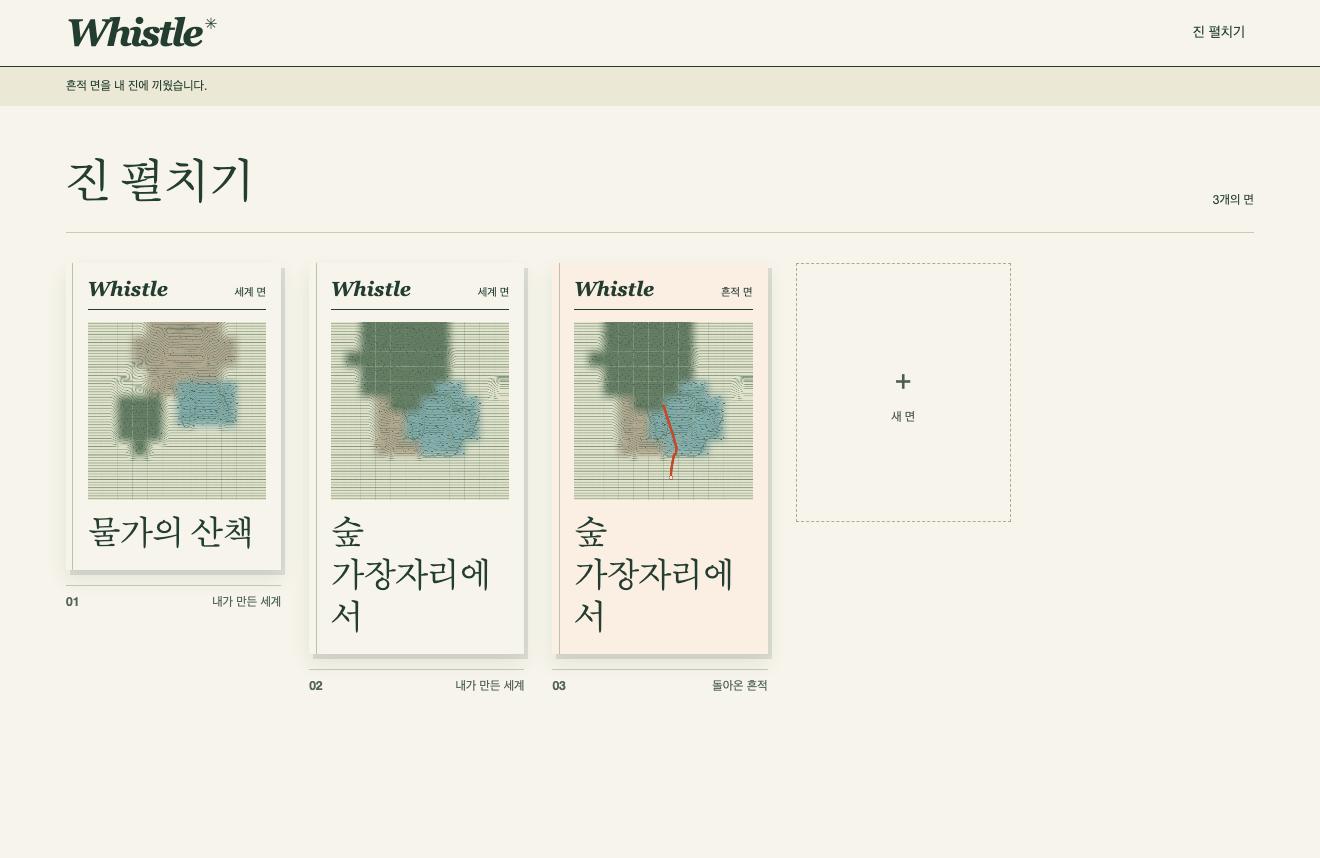 Whistle*
진 펼치기
흔적 면을 내 진에 끼웠습니다.
진 펼치기
3개의 면
Whistle
세계 면
물가의 산책
01
내가 만든 세계
Whistle
세계 면
숲
가장자리에
서
02
내가 만든 세계
Whistle
흔적 면
숲
가장자리에
서
03
돌아온 흔적
+
새 면